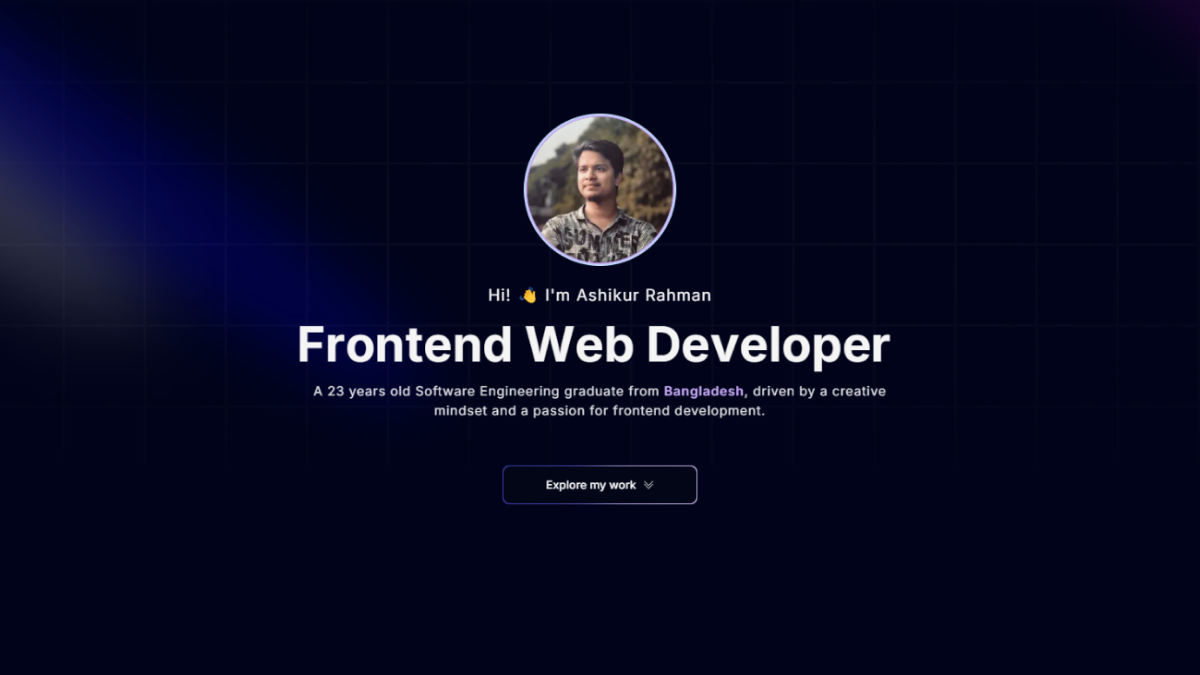 SUMMER
Hi! 👋 I'm Ashikur Rahman
Frontend Web Developer
A 23 years old Software Engineering graduate from Bangladesh, driven by a creative
mindset and a passion for frontend development.
Explore my work